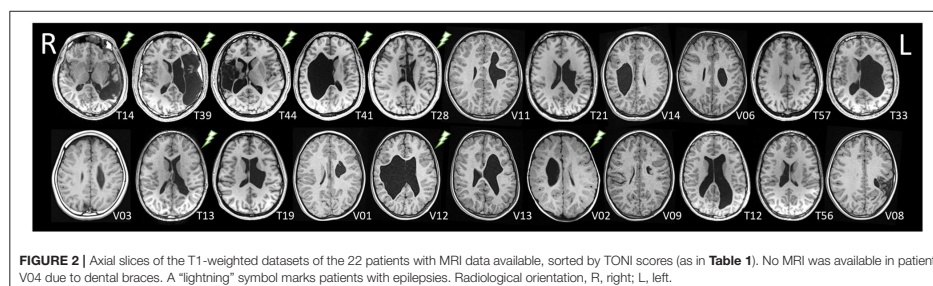 R
L
T14 T39 T44 T41 T28 V11 T21 V14 V06 T57 T33
V03 T13 T19 V01 V12 V13 V02 V09 T12 T56 V08
FIGURE 2 | Axial slices of the T1-weighted datasets of the 22 patients with MRI data available, sorted by TONI scores (as in Table 1). No MRI was available in patient
V04 due to dental braces. A “lightning” symbol marks patients with epilepsies. Radiological orientation, R, right; L, left.